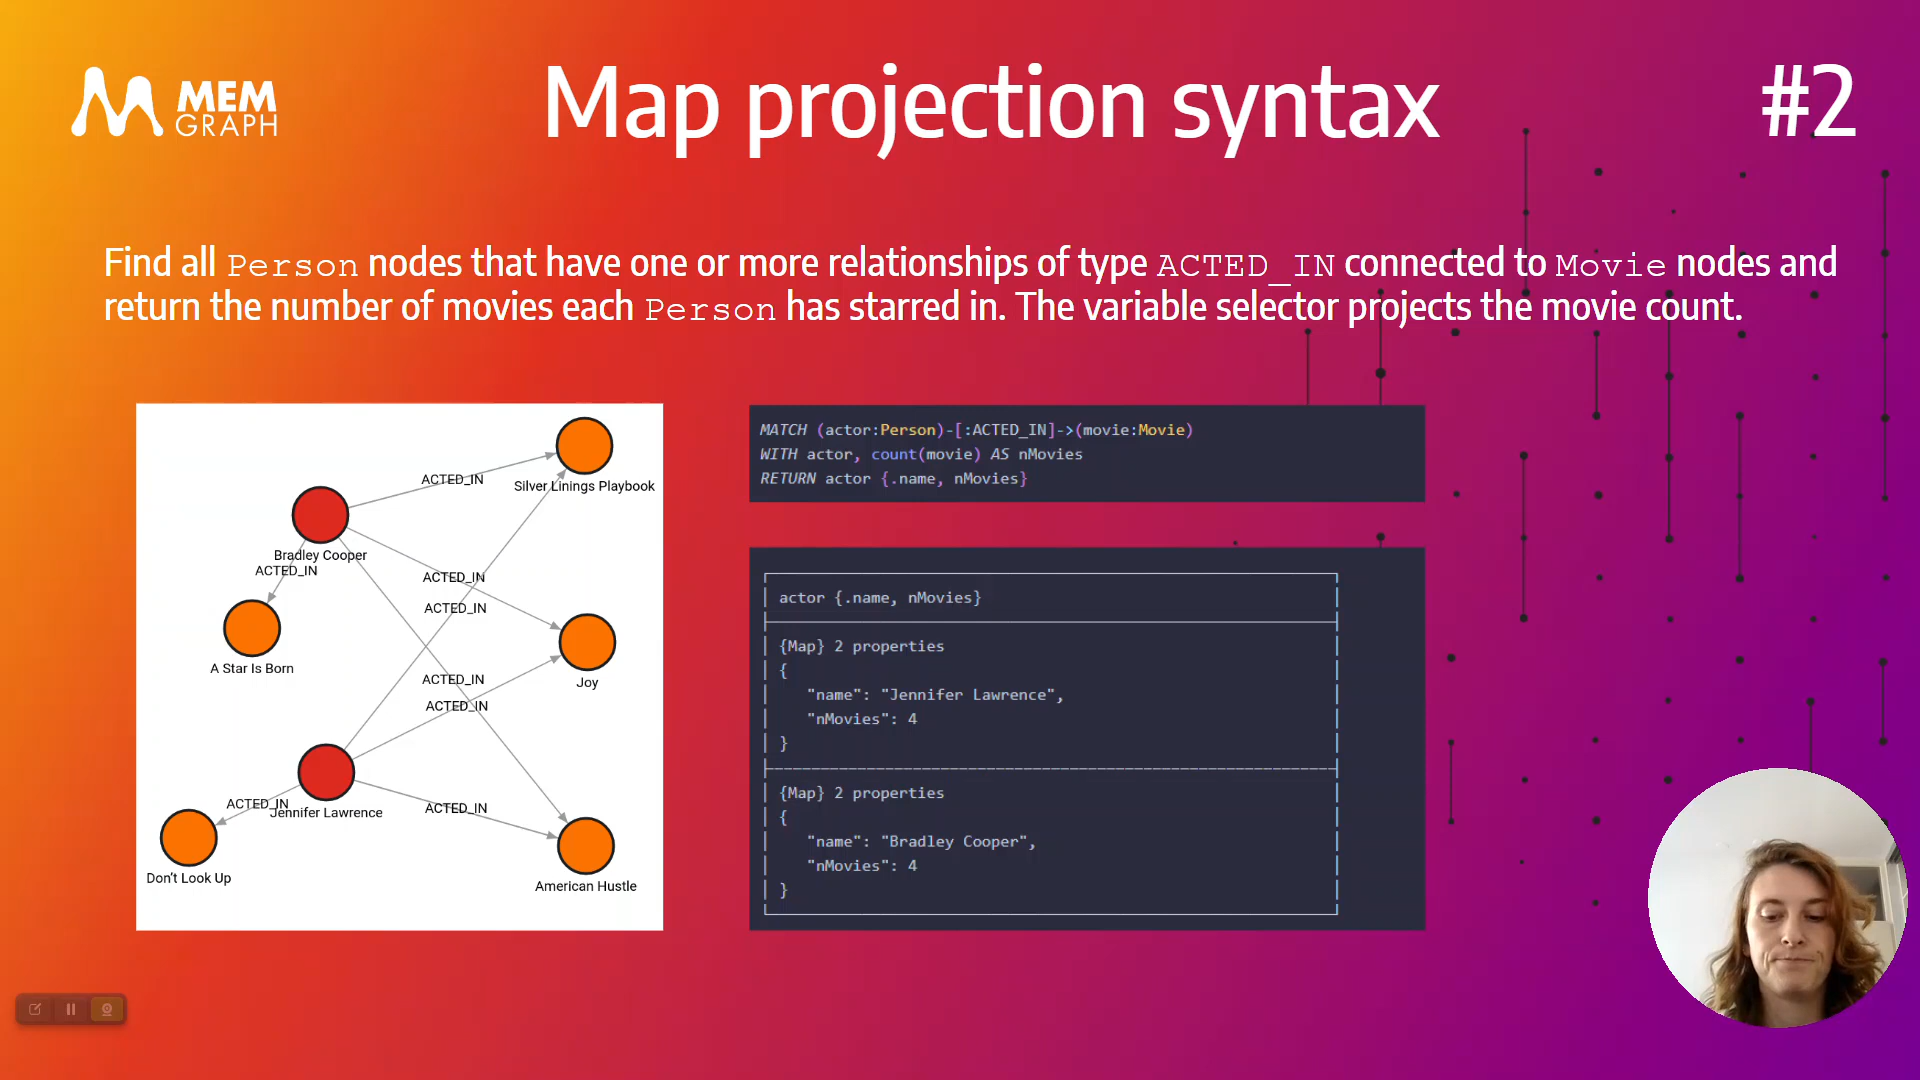 MEM
GRAPH
Map projection syntax
#2
Find all Person nodes that have one or more relationships of type ACTED_IN connected to Movie nodes and
return the number of movies each Person has starred in. The variable selector projects the movie count.
ACTED_IN
Silver Linings Playbook
Bradley Cooper
ACTED_IN
ACTED_IN
ACTED_IN
A Star Is Born
Joy
ACTED_IN
ACTED_IN
ACTED_IN
Jennifer Lawrence
ACTED_IN
Don't Look Up
American Hustle
MATCH (actor:Person)-[:ACTED_IN]->(movie:Movie)
WITH actor, count(movie) AS nMovies
RETURN actor {.name, nMovies}
actor {.name, nMovies}
{Map} 2 properties
{
"name": "Jennifer Lawrence",
"nMovies": 4
}
{Map} 2 properties
{
"name": "Bradley Cooper",
"nMovies": 4
}